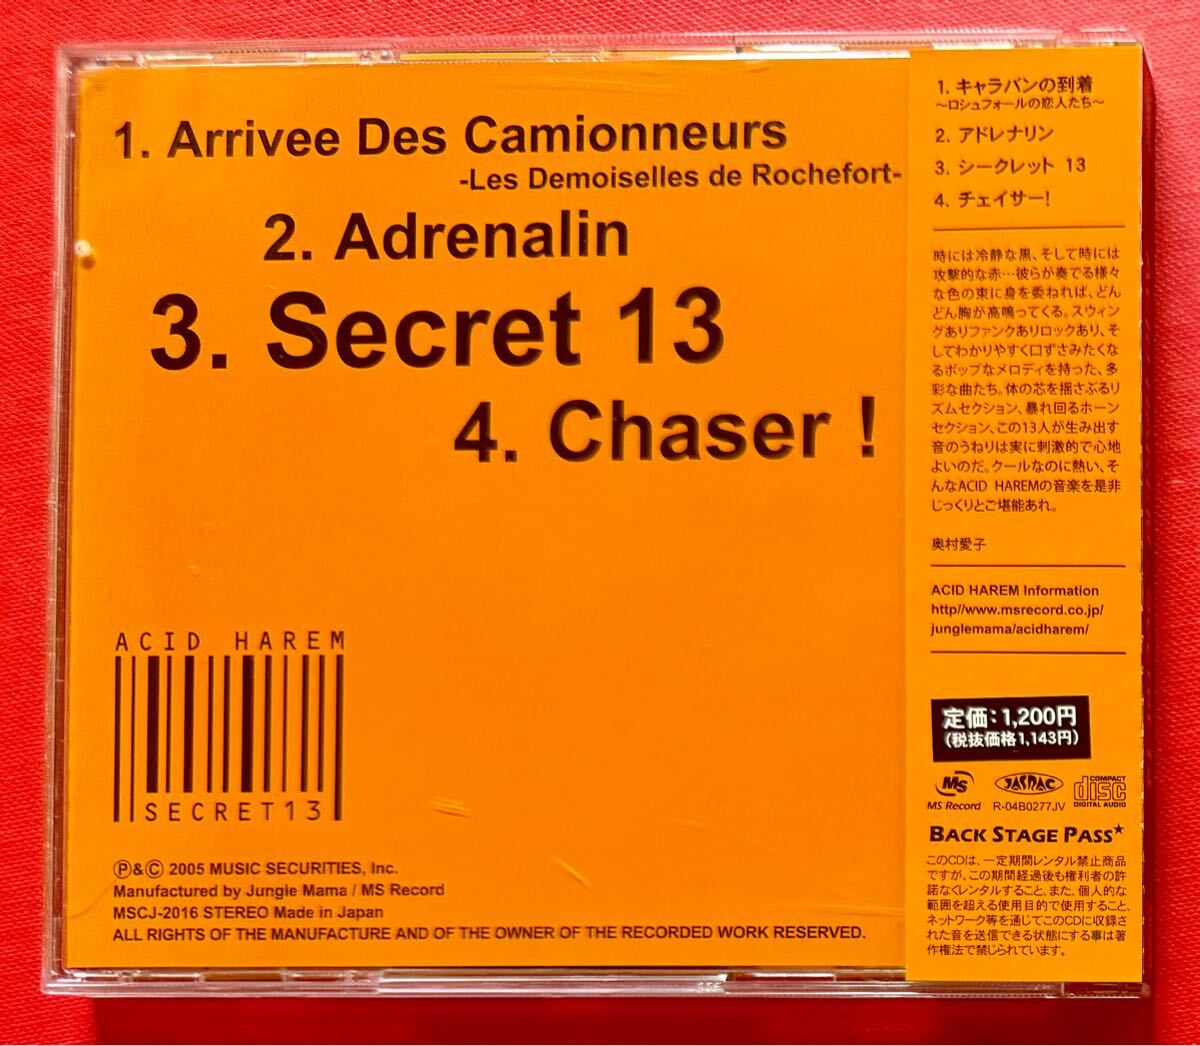 1. Arrivee Des Camionneurs
-Les Demoiselles de Rochefort-
2. Adrenalin
3. Secret 13
4. Chaser !
ACID HAREM
SECRET13
Ⓟ&Ⓒ 2005 MUSIC SECURITIES, Inc.
Manufactured by Jungle Mama / MS Record
MSCJ-2016 STEREO Made in Japan
ALL RIGHTS OF THE MANUFACTURE AND OF THE OWNER OF THE RECORDED WORK RESERVED.
1. キャラバンの到着
～ロシュフォールの恋人たち～
2. アドレナリン
3. シークレット 13
4. チェイサー!
時には冷静な黒、そして時には
攻撃的な赤…彼らが奏でる様々
な色の束に身を委ねれば、どん
どん胸が高鳴ってくる。スウィン
グありファンクありロックあり、そ
してわかりやすく口ずさみたくな
るポップなメロディを持った、多
彩な曲たち。体の芯を揺さぶるリ
ズムセクション、暴れ回るホーン
セクション、この13人が生み出す
音のうねりは実に刺激的で心地
よいのだ。クールなのに熱い、そ
んなACID HAREMの音楽を是非
じっくりとご堪能あれ。
奥村愛子
ACID HAREM Information
http//www.msrecord.co.jp/
junglemama/acidharem/
定価:1,200円
(税抜価格1,143円)
MS
MS Record
JASRAC
R-04B0277JV
COMPACT
disc
DIGITAL AUDIO
BACK STAGE PASS★
このCDは、一定期間レンタル禁止商品
ですが、この期間経過後も権利者の許
諾なくレンタルすること、また、個人的な
範囲を超える使用目的で使用すること、
ネットワーク等を通じてこのCDに収録さ
れた音を送信できる状態にする事は著
作権法で禁じられています。